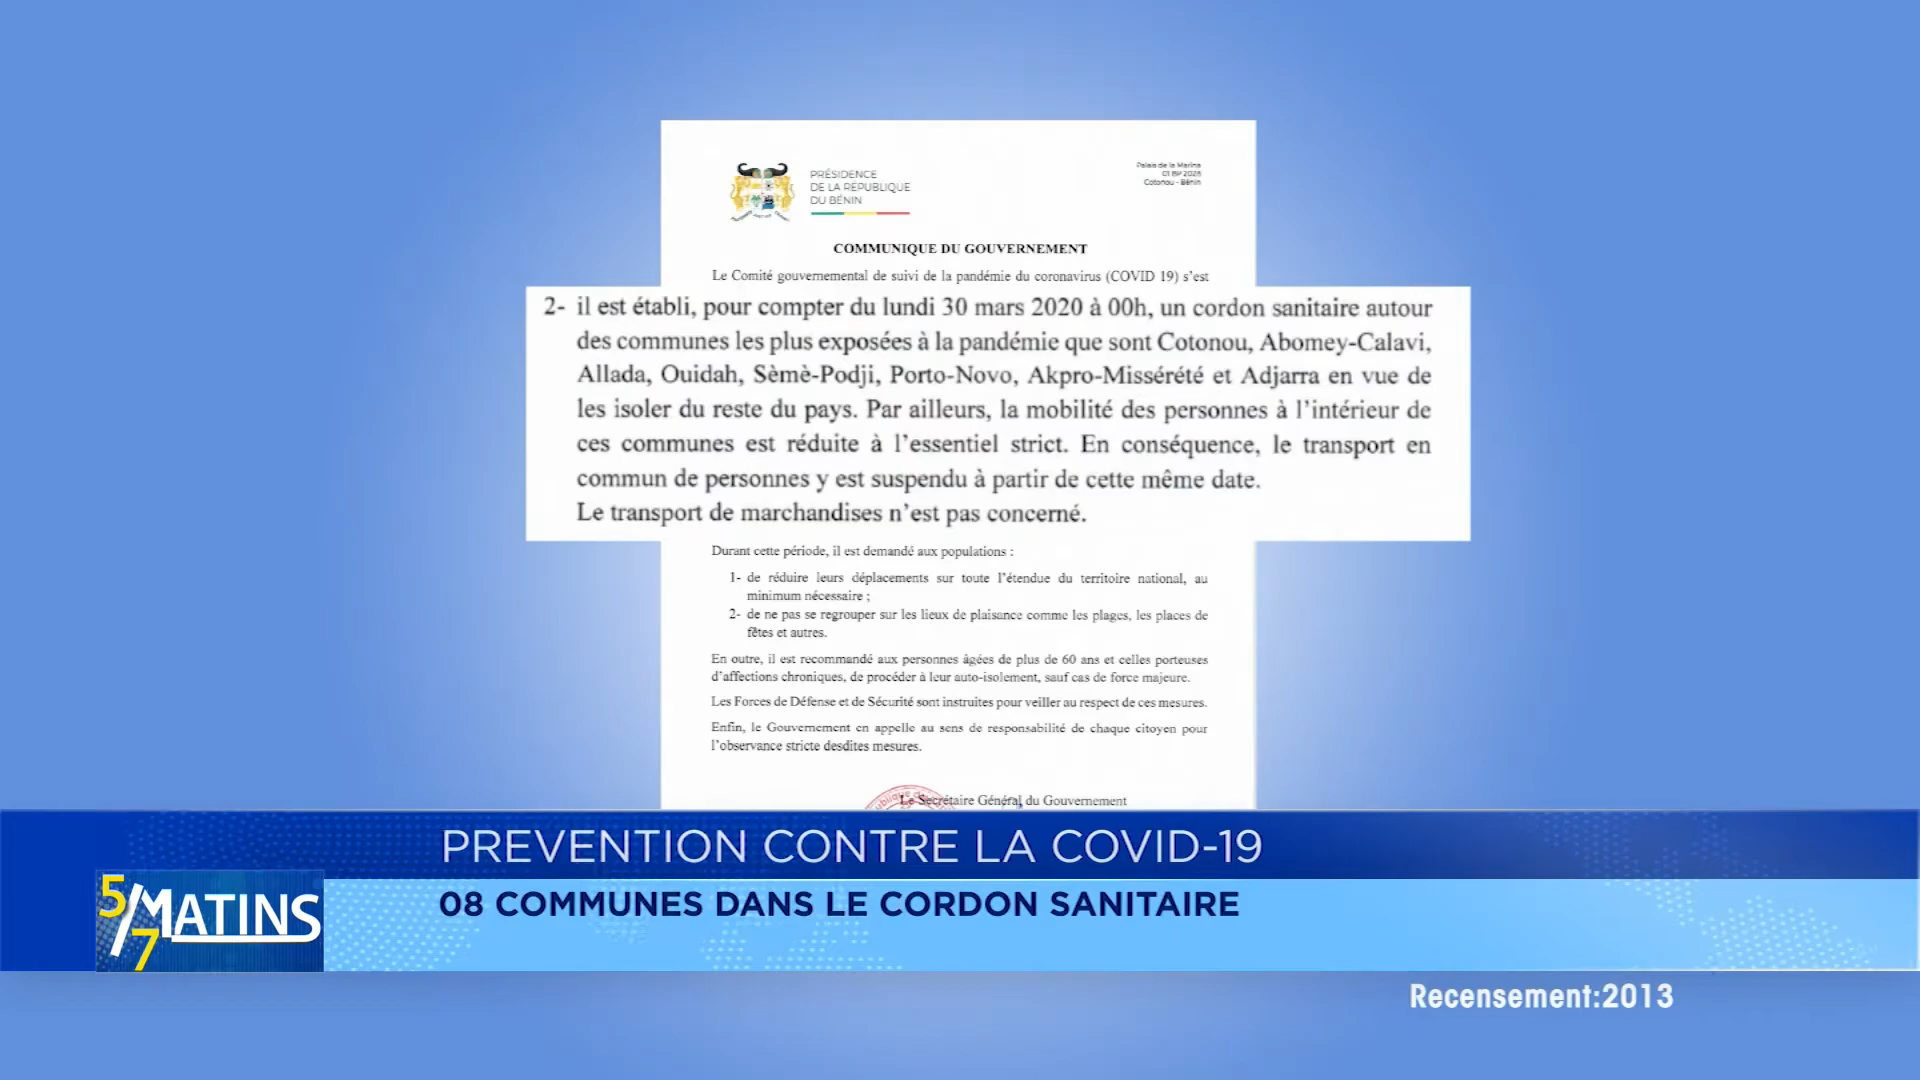 PRÉSIDENCE
DE LA RÉPUBLIQUE
DU BÉNIN
Palais de la Marina
01 BP 2028
Cotonou - Bénin
COMMUNIQUE DU GOUVERNEMENT
Le Comité gouvernemental de suivi de la pandémie du coronavirus (COVID 19) s'est
2- il est établi, pour compter du lundi 30 mars 2020 à 00h, un cordon sanitaire autour
des communes les plus exposées à la pandémie que sont Cotonou, Abomey-Calavi,
Allada, Ouidah, Sèmè-Podji, Porto-Novo, Akpro-Missérété et Adjarra en vue de
les isoler du reste du pays. Par ailleurs, la mobilité des personnes à l'intérieur de
ces communes est réduite à l'essentiel strict. En conséquence, le transport en
commun de personnes y est suspendu à partir de cette même date.
Le transport de marchandises n'est pas concerné.
Durant cette période, il est demandé aux populations :
1- de réduire leurs déplacements sur toute l'étendue du territoire national, au
minimum nécessaire ;
2- de ne pas se regrouper sur les lieux de plaisance comme les plages, les places de
fêtes et autres.
En outre, il est recommandé aux personnes âgées de plus de 60 ans et celles porteuses
d'affections chroniques, de procéder à leur auto-isolement, sauf cas de force majeure.
Les Forces de Défense et de Sécurité sont instruites pour veiller au respect de ces mesures.
Enfin, le Gouvernement en appelle au sens de responsabilité de chaque citoyen pour
l'observance stricte desdites mesures.
Le Secrétaire Général du Gouvernement
PREVENTION CONTRE LA COVID-19
08 COMMUNES DANS LE CORDON SANITAIRE
5/7 MATINS
Recensement:2013